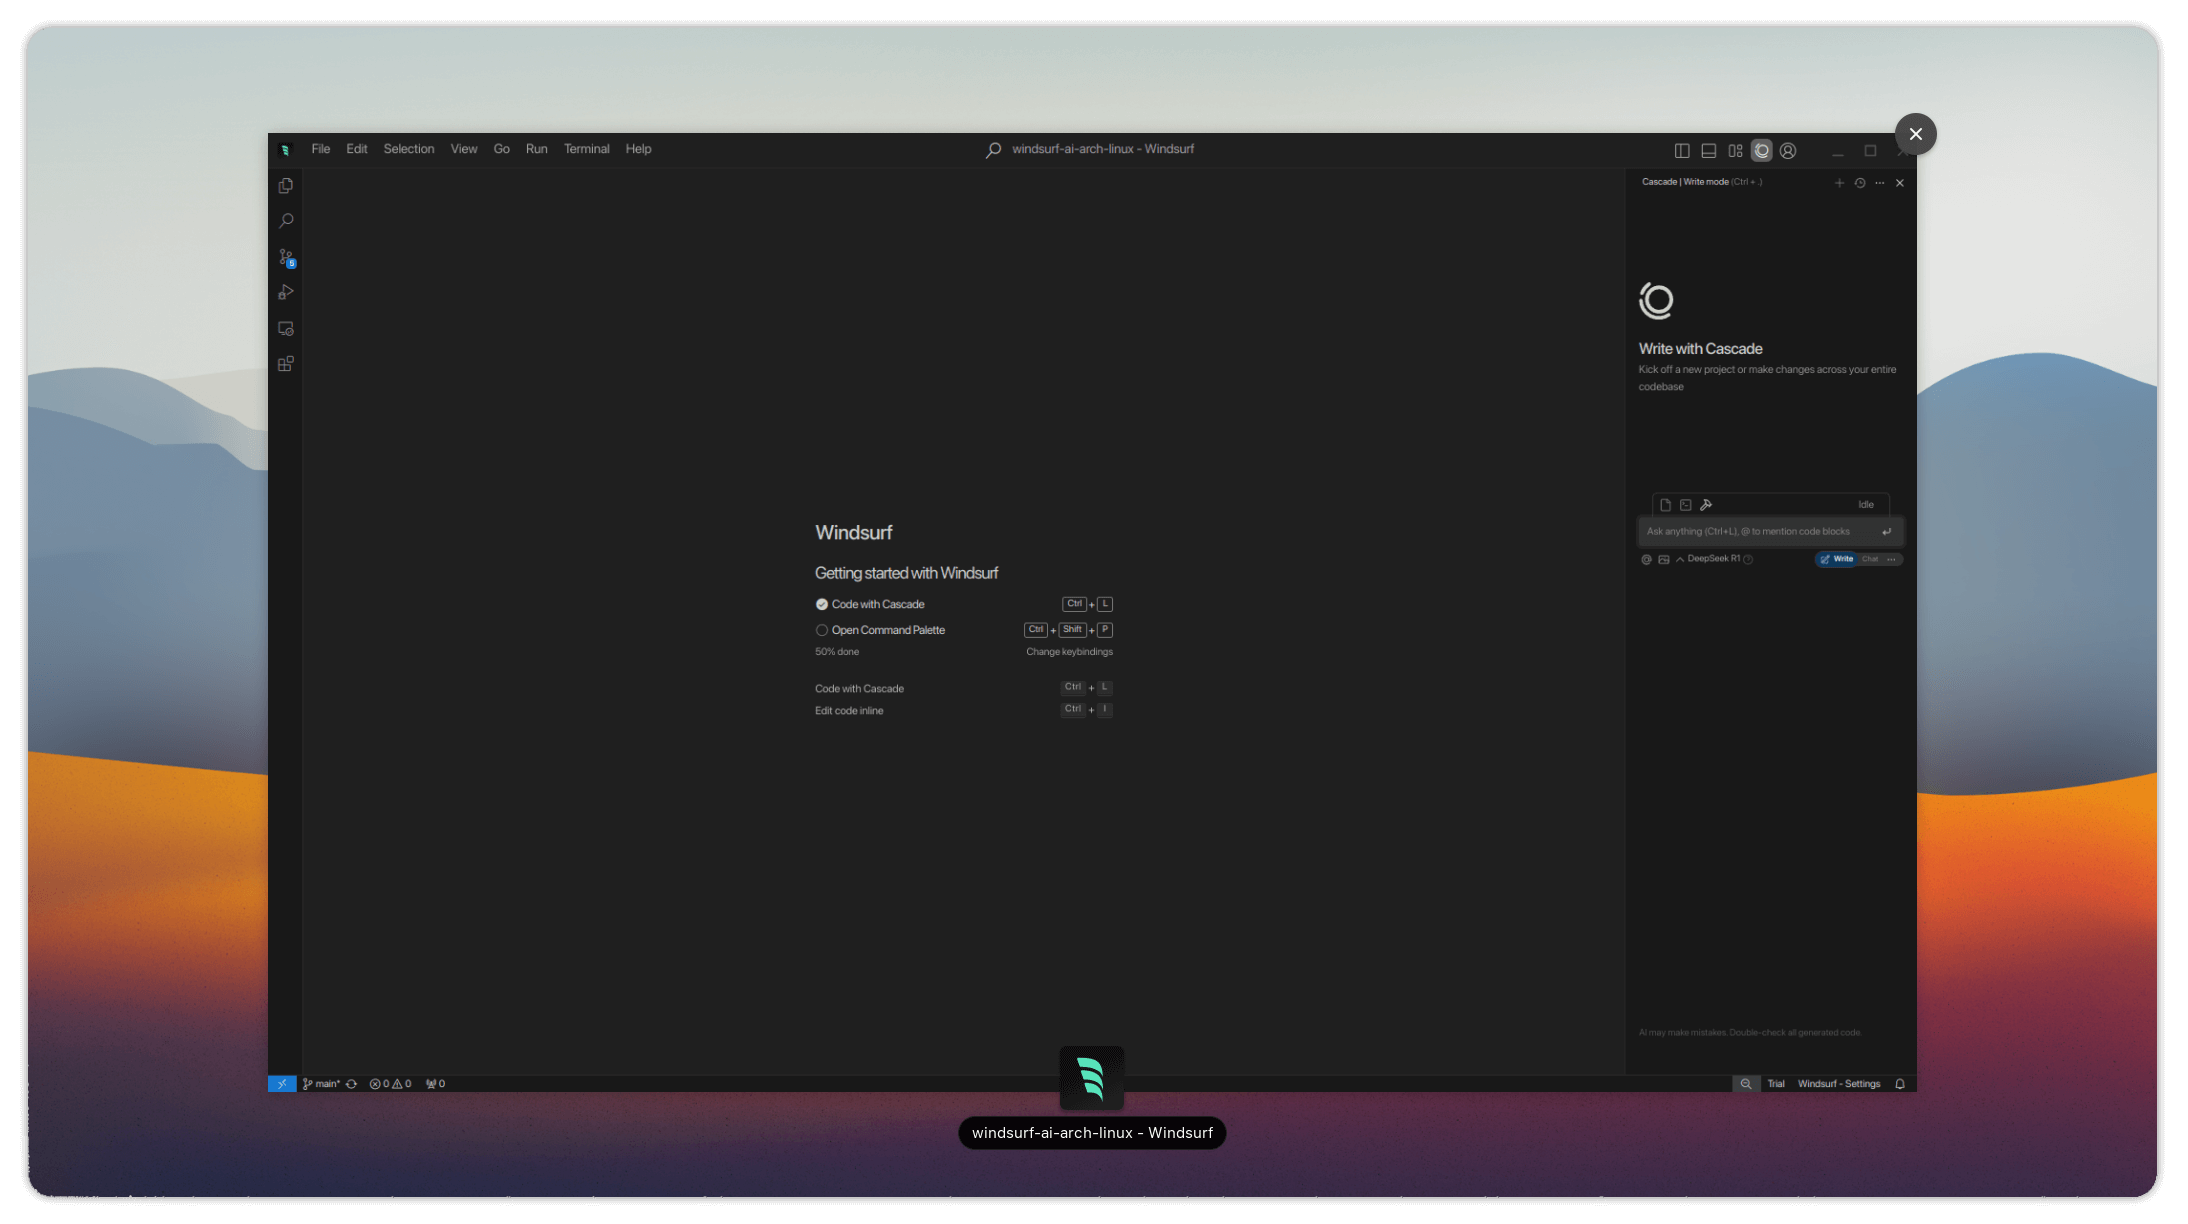 File Edit Selection View Go Run Terminal Help
windsurf-ai-arch-linux - Windsurf
5
Cascade | Write mode (Ctrl + .)
Write with Cascade
Kick off a new project or make changes across your entire
codebase
Idle
Ask anything (Ctrl+L), @ to mention code blocks
DeepSeek R1
Write Chat ...
Windsurf
Getting started with Windsurf
Code with Cascade Ctrl + L
Open Command Palette Ctrl + Shift + P
50% done Change keybindings
Code with Cascade Ctrl + L
Edit code inline Ctrl + I
AI may make mistakes. Double-check all generated code.
main* 0 0 0
Trial Windsurf - Settings
windsurf-ai-arch-linux - Windsurf